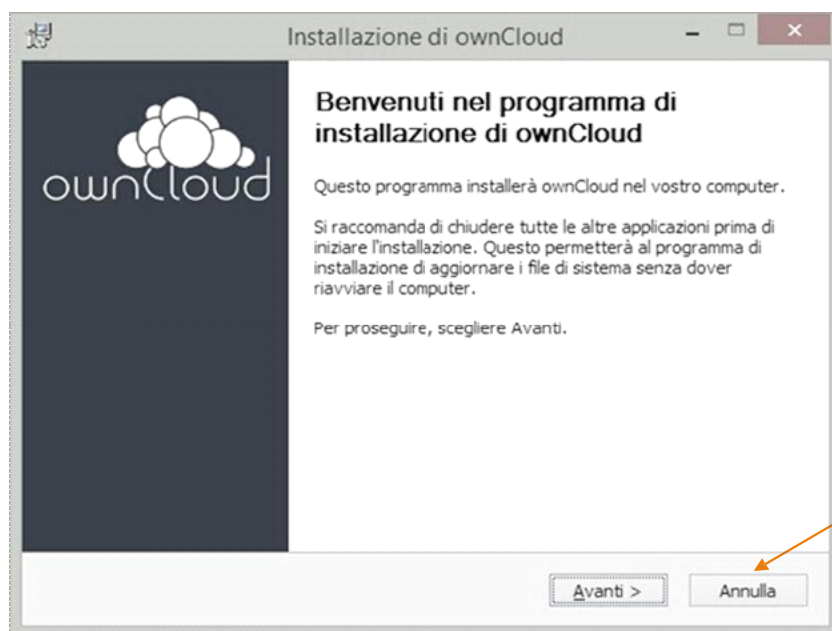 Installazione di ownCloud
ownCloud
Benvenuti nel programma di
installazione di ownCloud
Questo programma installerà ownCloud nel vostro computer.
Si raccomanda di chiudere tutte le altre applicazioni prima di
iniziare l'installazione. Questo permetterà al programma di
installazione di aggiornare i file di sistema senza dover
riavviare il computer.
Per proseguire, scegliere Avanti.
Avanti >
Annulla